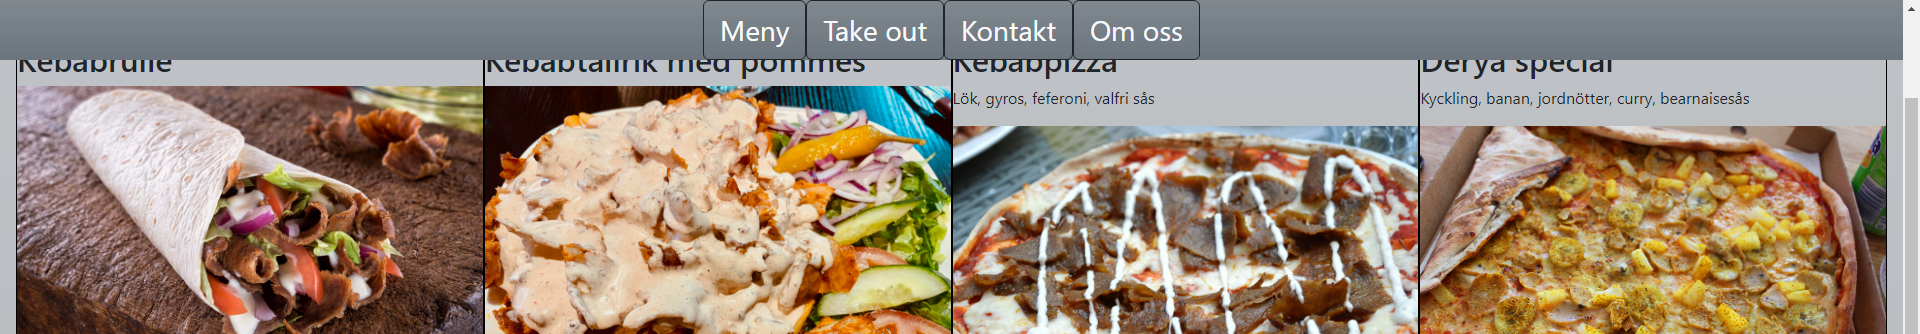 Meny
Take out
Kontakt
Om oss
Kebabrulle
Kebabtallrik med pommes
Kebabpizza
Derya special
Lök, gyros, feferoni, valfri sås
Kyckling, banan, jordnötter, curry, bearnaisesås